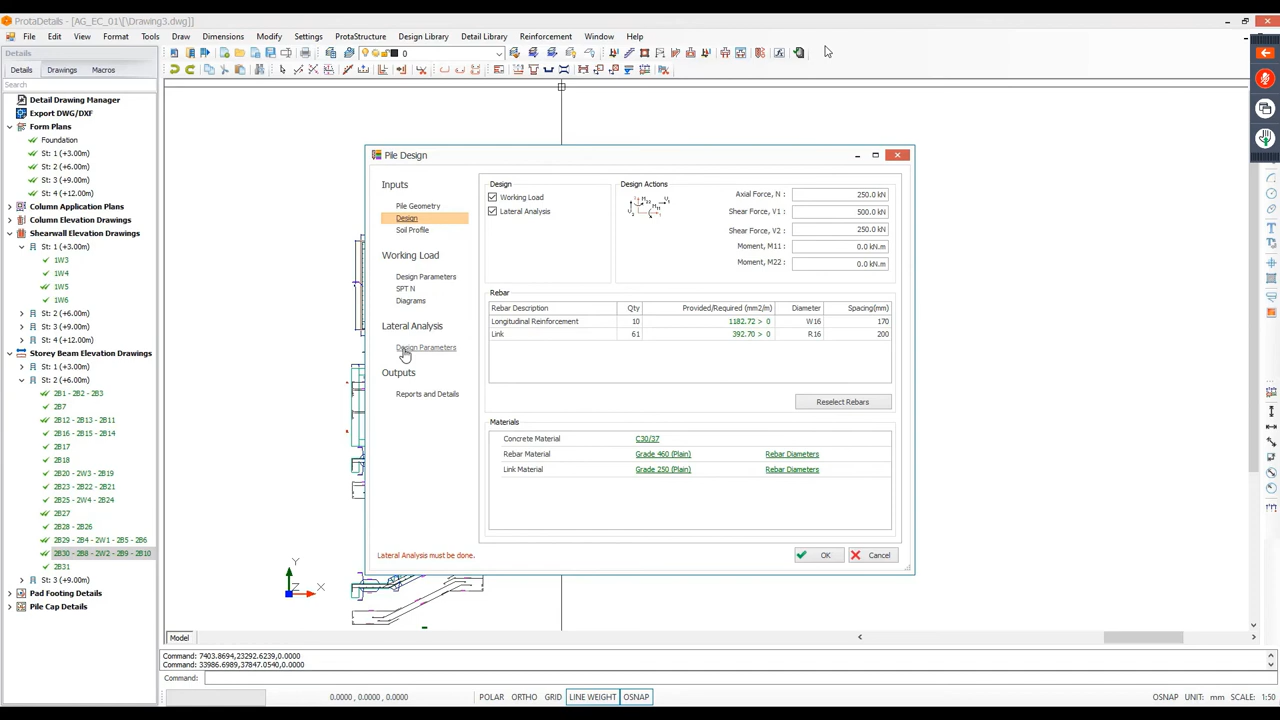 ProtaDetails - [AG_EC_01\[\Drawing3.dwg]
File Edit View Format Tools Draw Dimensions Modify Settings ProtaStructure Design Library Detail Library Reinforcement Window Help
0
Details
Details Drawings Macros
Search
Detail Drawing Manager
Export DWG/DXF
Form Plans
Foundation
St: 1 (+3.00m)
St: 2 (+6.00m)
St: 3 (+9.00m)
St: 4 (+12.00m)
Column Application Plans
Column Elevation Drawings
Shearwall Elevation Drawings
St: 1 (+3.00m)
1W3
1W4
1W5
1W6
St: 2 (+6.00m)
St: 3 (+9.00m)
St: 4 (+12.00m)
Storey Beam Elevation Drawings
St: 1 (+3.00m)
St: 2 (+6.00m)
2B1 - 2B2 - 2B3
2B7
2B12 - 2B13 - 2B11
2B16 - 2B15 - 2B14
2B17
2B18
2B20 - 2W3 - 2B19
2B23 - 2B22 - 2B21
2B25 - 2W4 - 2B24
2B27
2B28 - 2B26
2B29 - 2B4 - 2W1 - 2B5 - 2B6
2B30 - 2B8 - 2W2 - 2B9 - 2B10
2B31
St: 3 (+9.00m)
Pad Footing Details
Pile Cap Details
Pile Design
Inputs
Pile Geometry
Design
Soil Profile
Working Load
Design Parameters
SPT N
Diagrams
Lateral Analysis
Design Parameters
Outputs
Reports and Details
Design
Working Load
Lateral Analysis
Design Actions
Axial Force, N : 250.0 kN
Shear Force, V1 : 500.0 kN
Shear Force, V2 : 250.0 kN
Moment, M11 : 0.0 kN.m
Moment, M22 : 0.0 kN.m
Rebar
Rebar Description Qty Provided/Required (mm2/m) Diameter Spacing(mm)
Longitudinal Reinforcement 10 1182.72 > 0 W16 170
Link 61 392.70 > 0 R16 200
Reselect Rebars
Materials
Concrete Material C30/37
Rebar Material Grade 460 (Plain) Rebar Diameters
Link Material Grade 250 (Plain) Rebar Diameters
Lateral Analysis must be done.
OK Cancel
Y
X
Z
Model
Command: 7403.8694,23292.6239,0.0000
Command: 33986.6989,37847.0540,0.0000
Command:
0.0000 , 0.0000 , 0.0000 POLAR ORTHO GRID LINE WEIGHT OSNAP OSNAP UNIT: mm SCALE: 1:50